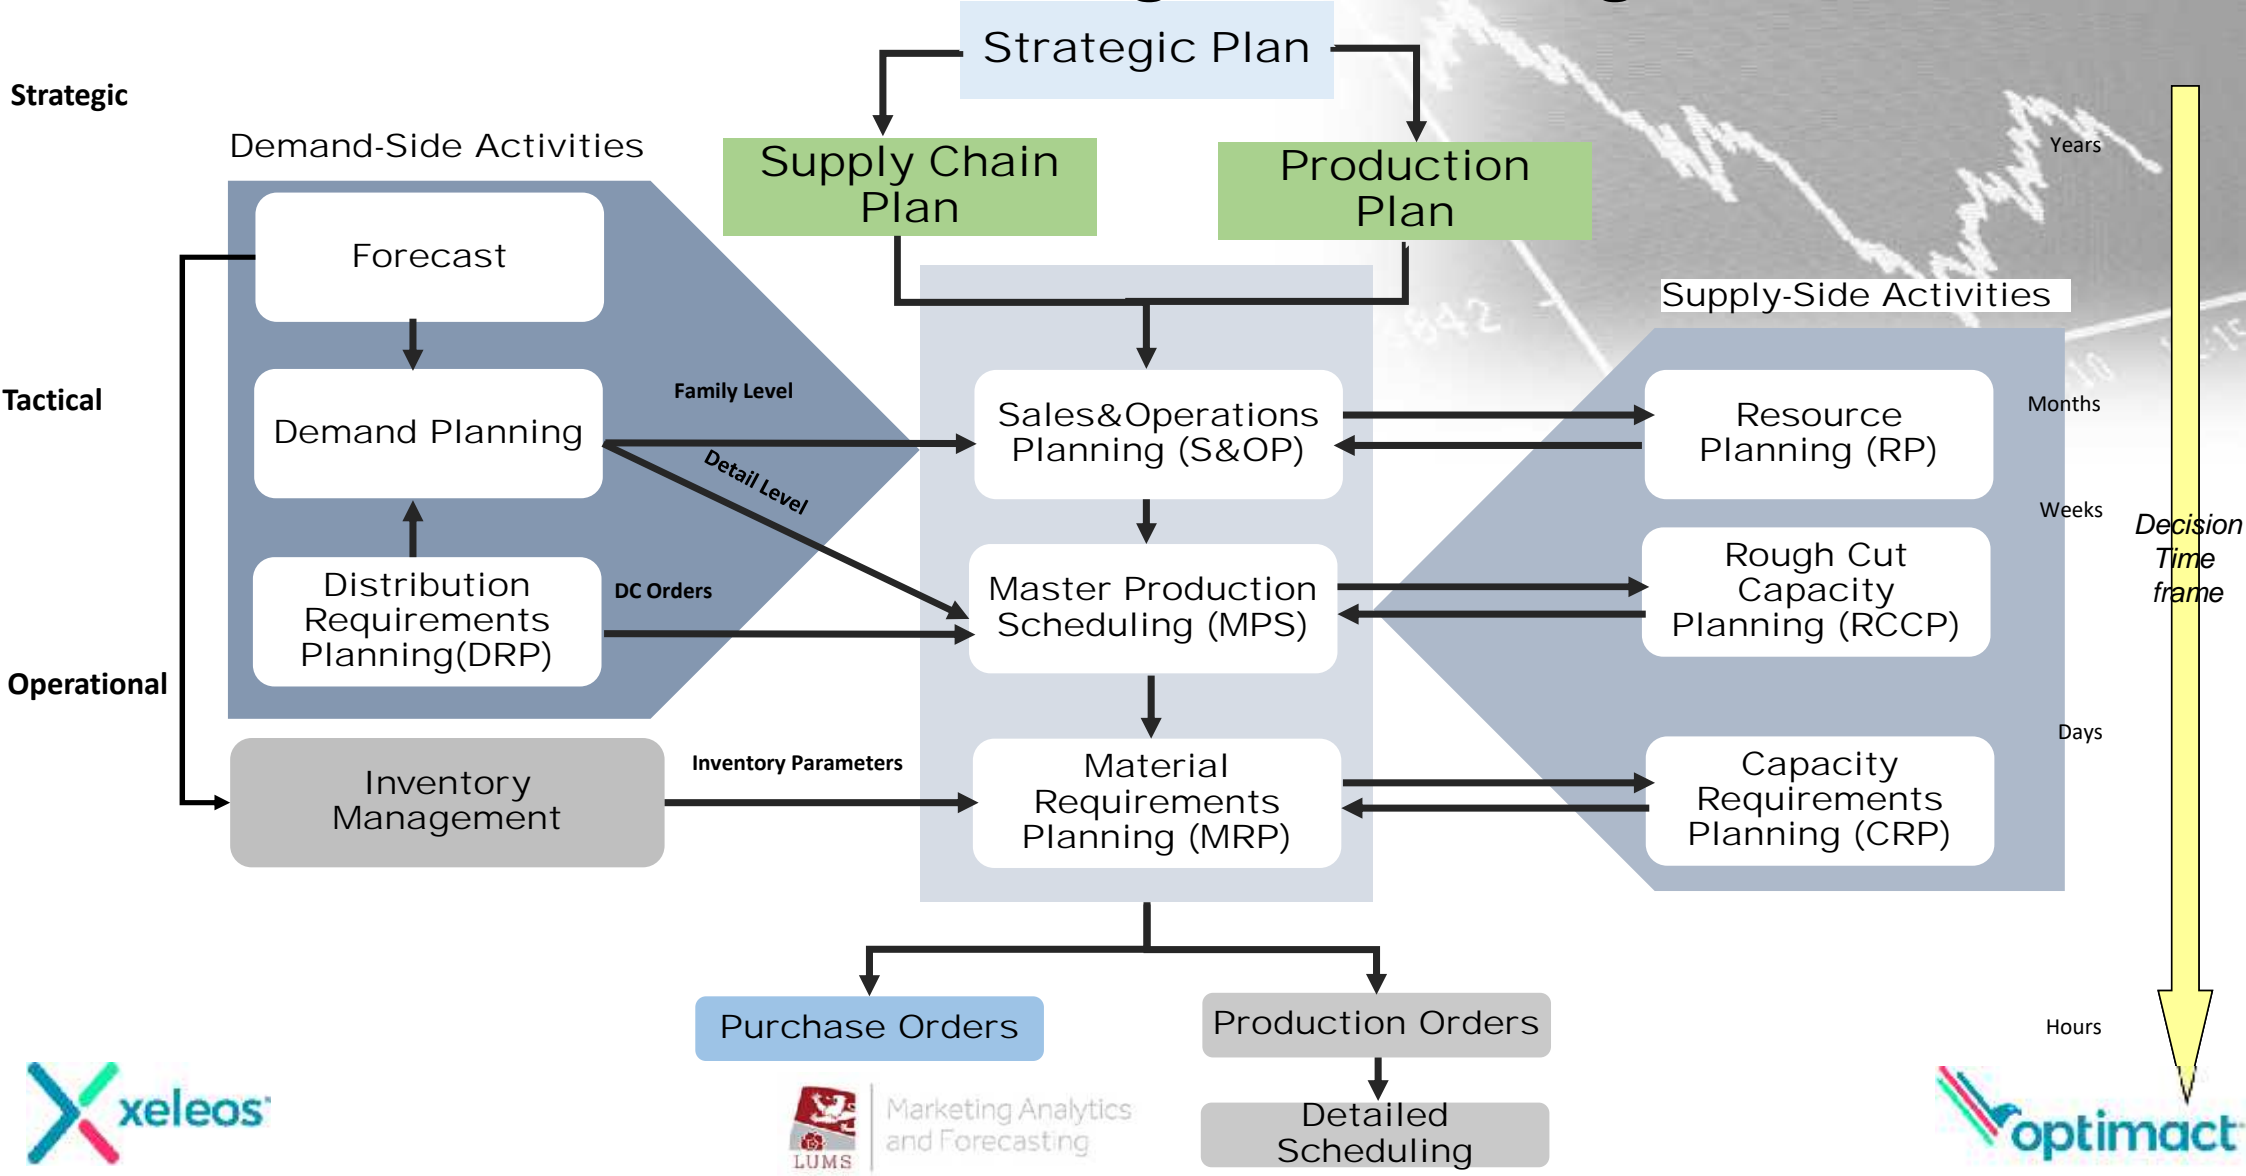 Strategic Plan
Strategic
Years
Demand-Side Activities
Supply Chain
Plan
Production
Plan
Forecast
Supply-Side Activities
Tactical
Demand Planning
Family Level
Detail Level
Sales&Operations
Planning (S&OP)
Resource
Planning (RP)
Months
Weeks
Decision
Time
frame
Distribution
Requirements
Planning(DRP)
DC Orders
Master Production
Scheduling (MPS)
Rough Cut
Capacity
Planning (RCCP)
Operational
Days
Inventory
Management
Inventory Parameters
Material
Requirements
Planning (MRP)
Capacity
Requirements
Planning (CRP)
Purchase Orders
Production Orders
Hours
Detailed
Scheduling
xeleos
LUMS
Marketing Analytics
and Forecasting
optimact